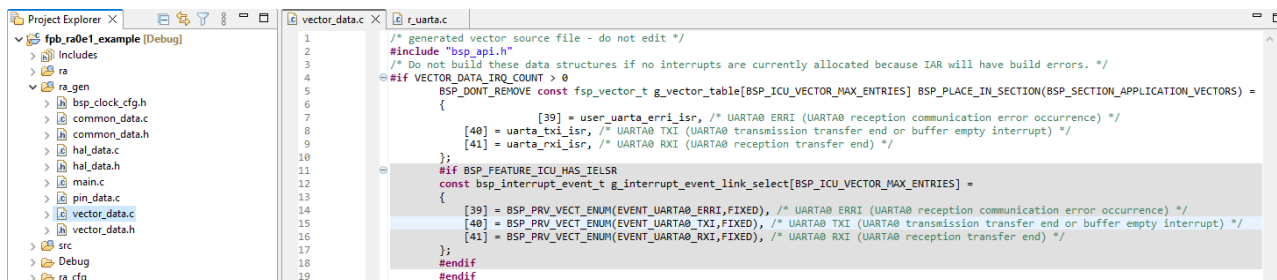 Project Explorer
fpb_ra0e1_example [Debug]
Includes
ra
ra_gen
bsp_clock_cfg.h
common_data.c
common_data.h
hal_data.c
hal_data.h
main.c
pin_data.c
vector_data.c
vector_data.h
src
Debug
ra_cfg
vector_data.c
r_uarta.c
1 /* generated vector source file - do not edit */
2 #include "bsp_api.h"
3 /* Do not build these data structures if no interrupts are currently allocated because IAR will have build errors. */
4 #if VECTOR_DATA_IRQ_COUNT > 0
5 BSP_DONT_REMOVE const fsp_vector_t g_vector_table[BSP_ICU_VECTOR_MAX_ENTRIES] BSP_PLACE_IN_SECTION(BSP_SECTION_APPLICATION_VECTORS) =
6 {
7 [39] = user_uarta_erri_isr, /* UARTA0 ERRI (UARTA0 reception communication error occurrence) */
8 [40] = uarta_txi_isr, /* UARTA0 TXI (UARTA0 transmission transfer end or buffer empty interrupt) */
9 [41] = uarta_rxi_isr, /* UARTA0 RXI (UARTA0 reception transfer end) */
10 };
11 #if BSP_FEATURE_ICU_HAS_IELSR
12 const bsp_interrupt_event_t g_interrupt_event_link_select[BSP_ICU_VECTOR_MAX_ENTRIES] =
13 {
14 [39] = BSP_PRV_VECT_ENUM(EVENT_UARTA0_ERRI,FIXED), /* UARTA0 ERRI (UARTA0 reception communication error occurrence) */
15 [40] = BSP_PRV_VECT_ENUM(EVENT_UARTA0_TXI,FIXED), /* UARTA0 TXI (UARTA0 transmission transfer end or buffer empty interrupt) */
16 [41] = BSP_PRV_VECT_ENUM(EVENT_UARTA0_RXI,FIXED), /* UARTA0 RXI (UARTA0 reception transfer end) */
17 };
18 #endif
19 #endif